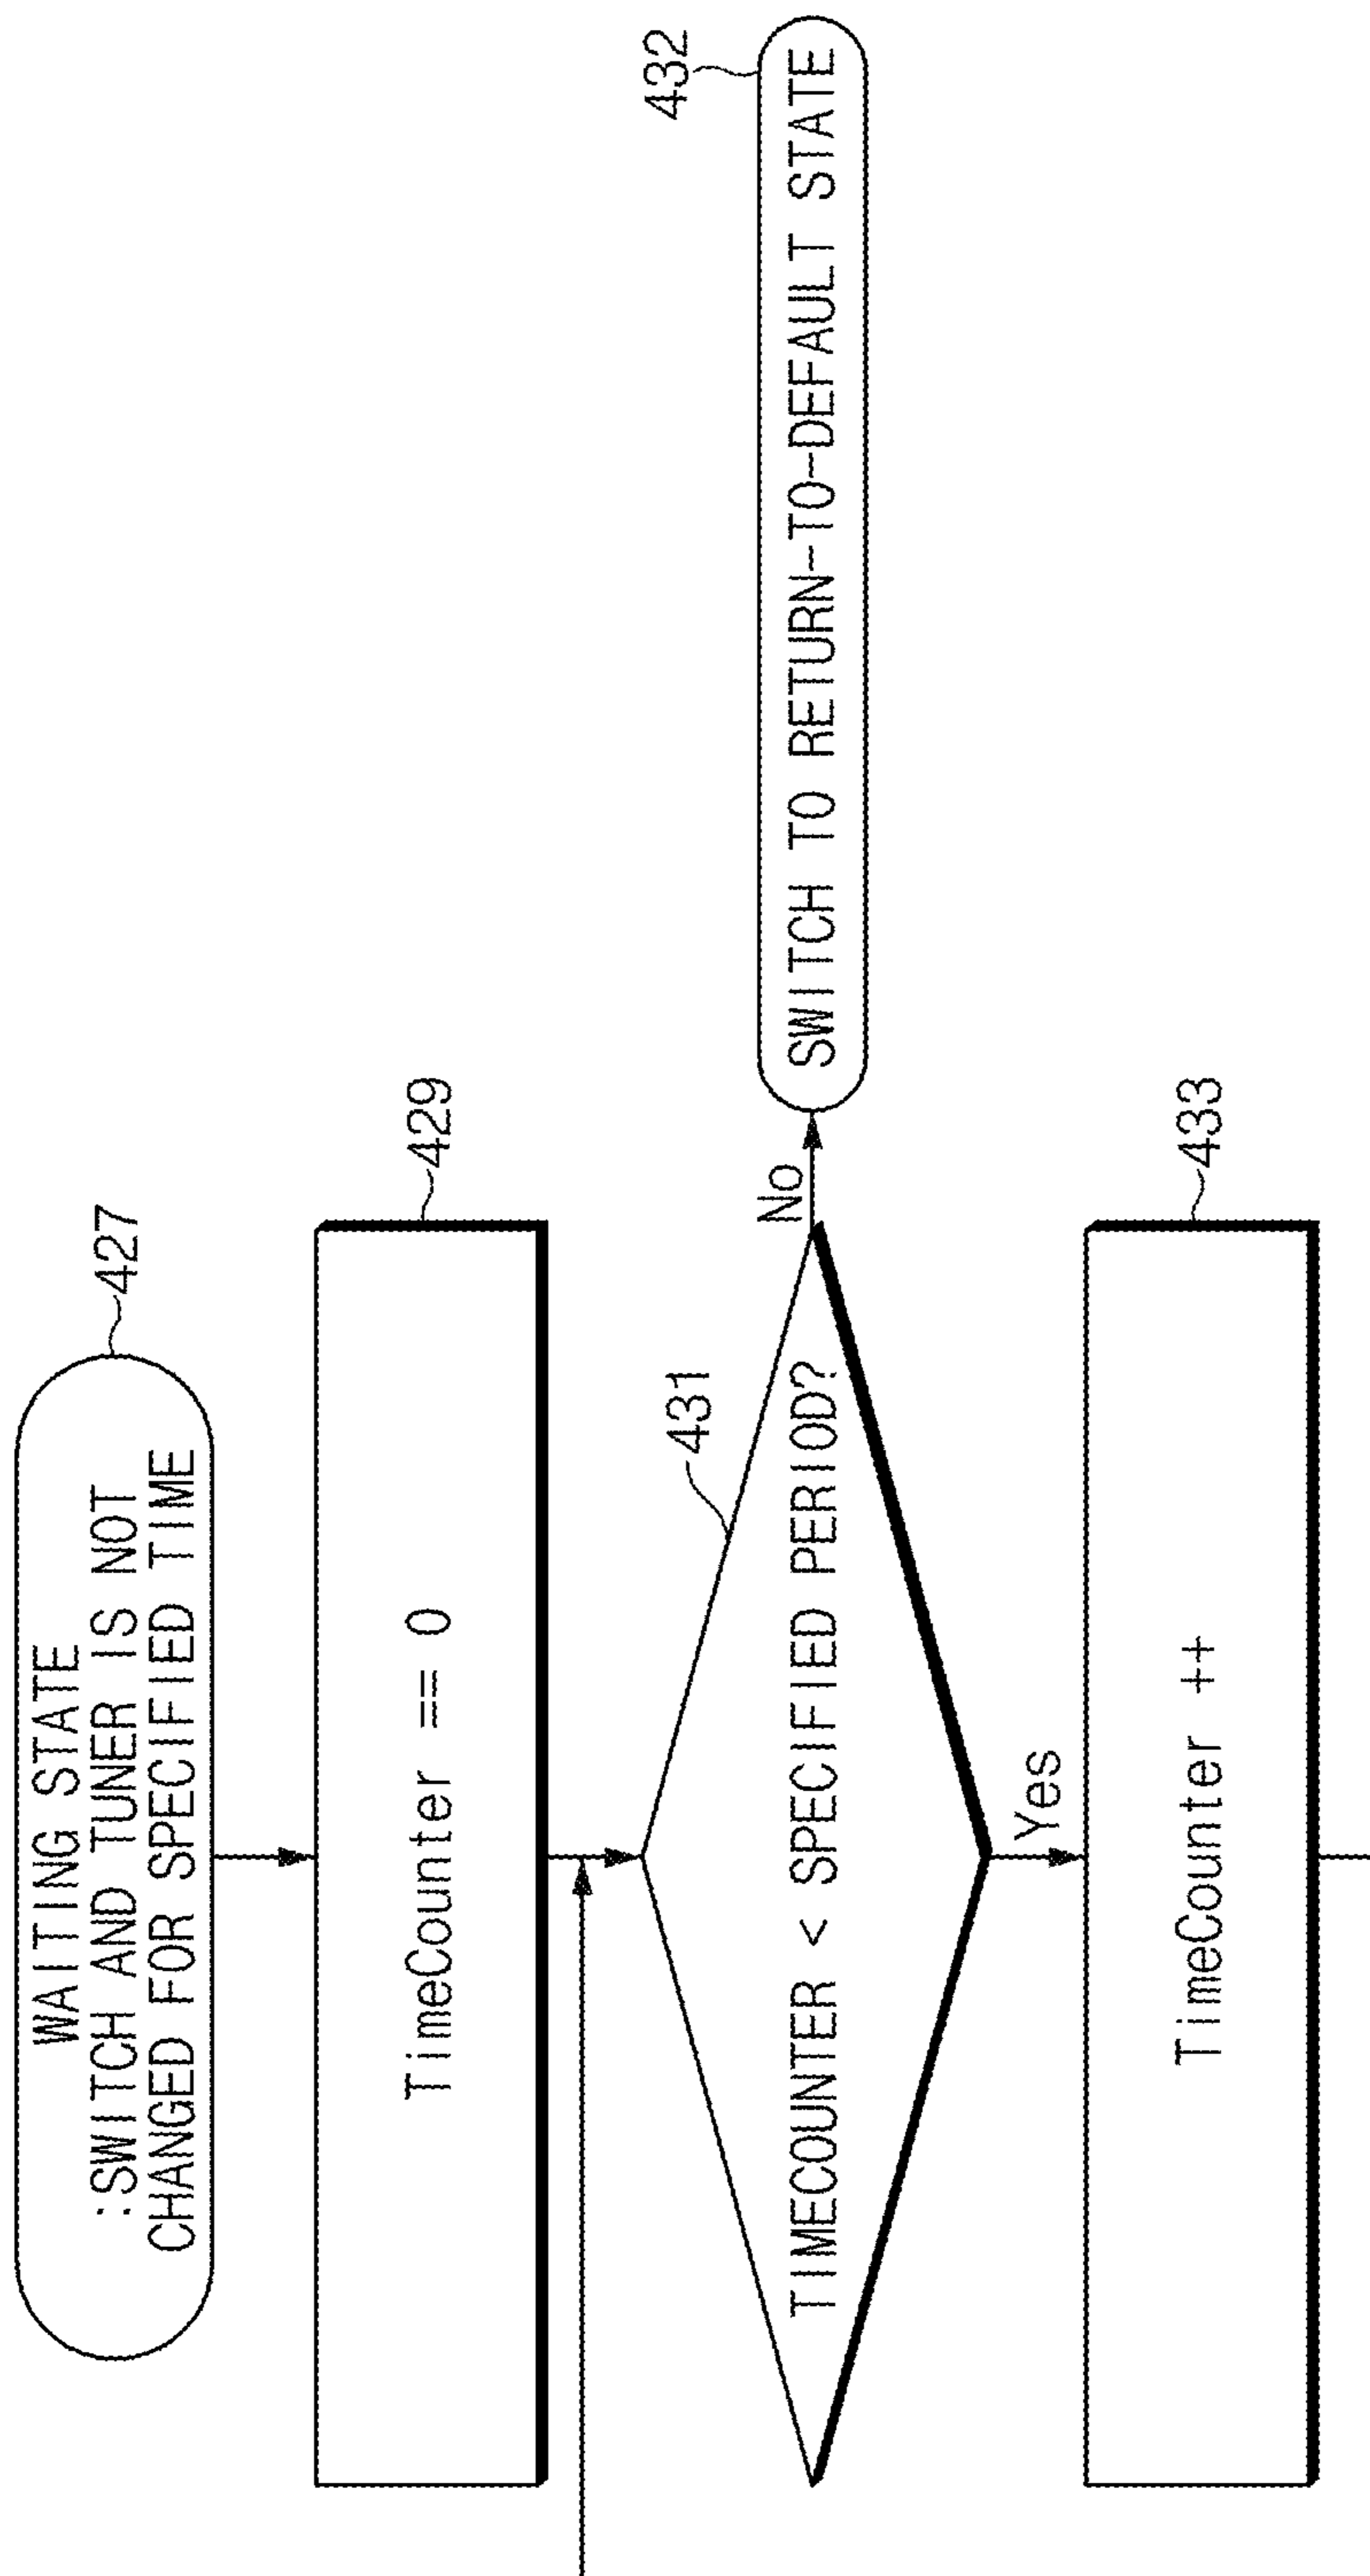 WAITING STATE
:SWITCH AND TUNER IS NOT
CHANGED FOR SPECIFIED TIME
427
TimeCounter == 0
429
TIMECOUNTER < SPECIFIED PERIOD?
431
No
SWITCH TO RETURN-TO-DEFAULT STATE
432
Yes
TimeCounter ++
433